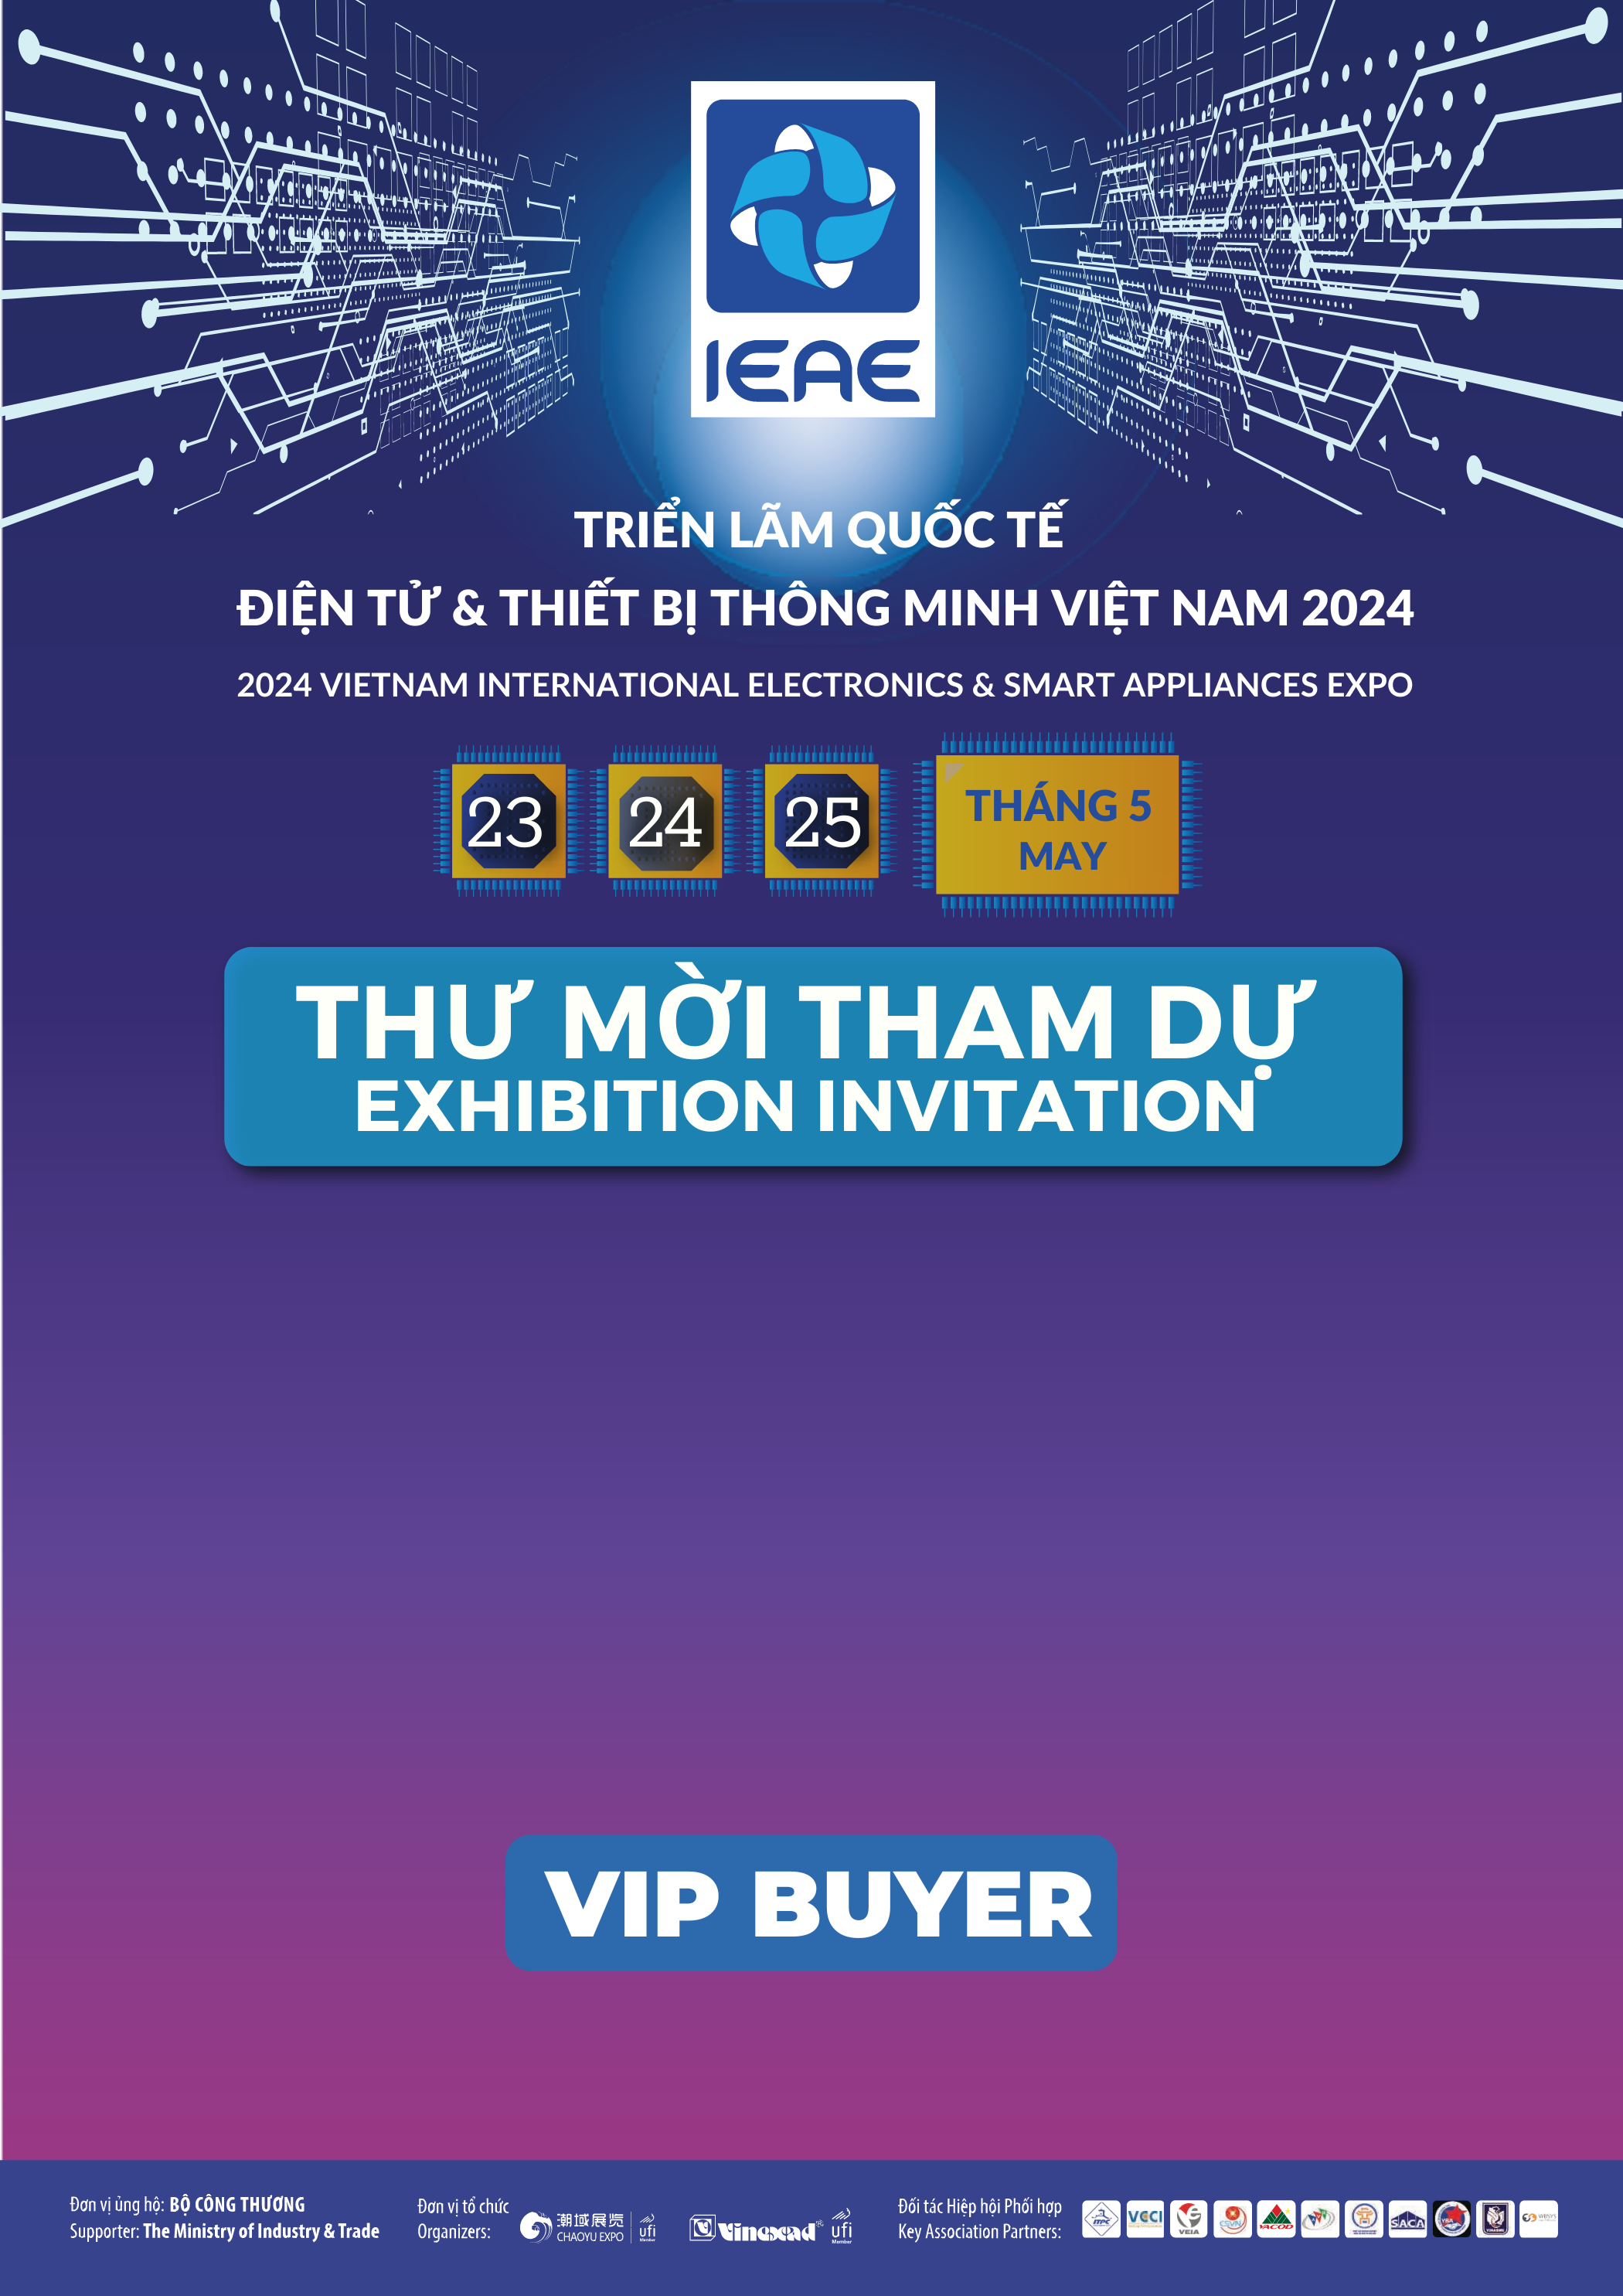 IEAE
TRIỂN LÃM QUỐC TẾ
ĐIỆN TỬ & THIẾT BỊ THÔNG MINH VIỆT NAM 2024
2024 VIETNAM INTERNATIONAL ELECTRONICS & SMART APPLIANCES EXPO
23 24 25 THÁNG 5
MAY
THƯ MỜI THAM DỰ
EXHIBITION INVITATION
VIP BUYER
Đơn vị ủng hộ: BỘ CÔNG THƯƠNG
Supporter: The Ministry of Industry & Trade
Đơn vị tổ chức
Organizers:
潮域展览
CHAOYU EXPO
ufi
Member
Vinexad
ufi
Member
Đối tác Hiệp hội Phối hợp
Key Association Partners:
VCCI
VEIA
VACOD
SACA